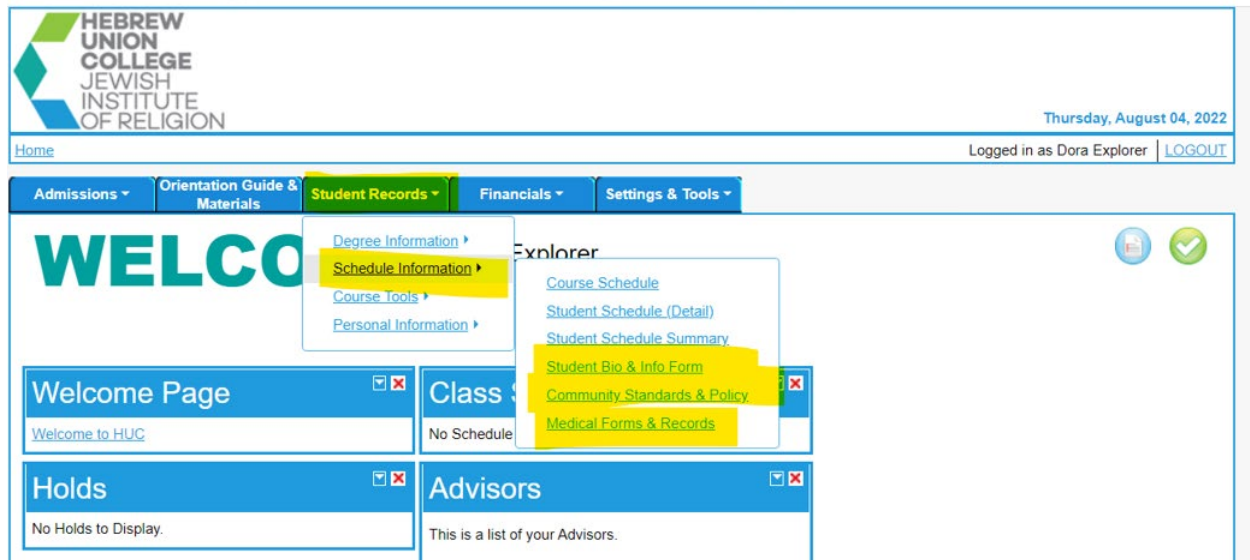 HEBREW
UNION
COLLEGE
JEWISH
INSTITUTE
OF RELIGION
Thursday, August 04, 2022
Home
Logged in as Dora Explorer | LOGOUT
Admissions
Orientation Guide &
Materials
Student Records
Financials
Settings & Tools
WELCO
Explorer
Degree Information
Schedule Information
Course Tools
Personal Information
Course Schedule
Student Schedule (Detail)
Student Schedule Summary
Student Bio & Info Form
Community Standards & Policy
Medical Forms & Records
Welcome Page
Welcome to HUC
Class
No Schedule
Holds
No Holds to Display.
Advisors
This is a list of your Advisors.